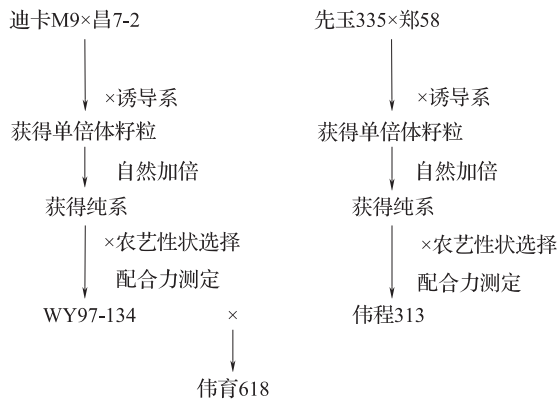 迪卡M9×昌7-2
×诱导系
获得单倍体籽粒
自然加倍
获得纯系
×农艺性状选择
配合力测定
WY97-134
×
先玉335×郑58
×诱导系
获得单倍体籽粒
自然加倍
获得纯系
×农艺性状选择
配合力测定
伟程313
伟育618